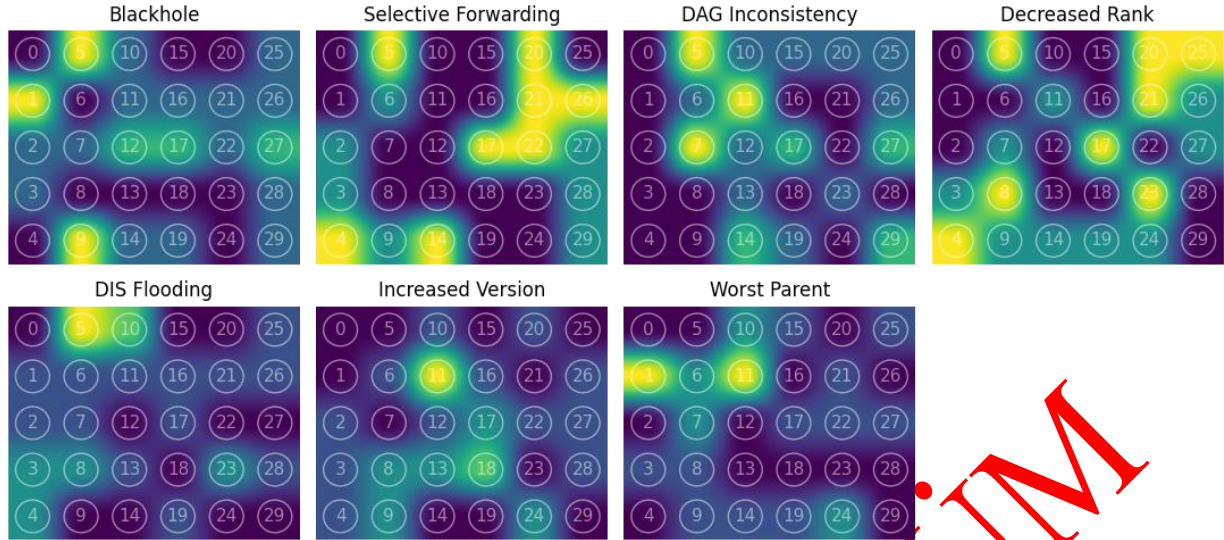 Blackhole Selective Forwarding DAG Inconsistency Decreased Rank
0 5 10 15 20 25 0 5 10 15 20 25 0 5 10 15 20 25 0 5 10 15 20 25
1 6 11 16 21 26 1 6 11 16 21 26 1 6 11 16 21 26 1 6 11 16 21 26
2 7 12 17 22 27 2 7 12 17 22 27 2 7 12 17 22 27 2 7 12 17 22 27
3 8 13 18 23 28 3 8 13 18 23 28 3 8 13 18 23 28 3 8 13 18 23 28
4 9 14 19 24 29 4 9 14 19 24 29 4 9 14 19 24 29 4 9 14 19 24 29
DIS Flooding Increased Version Worst Parent
0 5 10 15 20 25 0 5 10 15 20 25 0 5 10 15 20 25
1 6 11 16 21 26 1 6 11 16 21 26 1 6 11 16 21 26
2 7 12 17 22 27 2 7 12 17 22 27 2 7 12 17 22 27
3 8 13 18 23 28 3 8 13 18 23 28 3 8 13 18 23 28
4 9 14 19 24 29 4 9 14 19 24 29 4 9 14 19 24 29